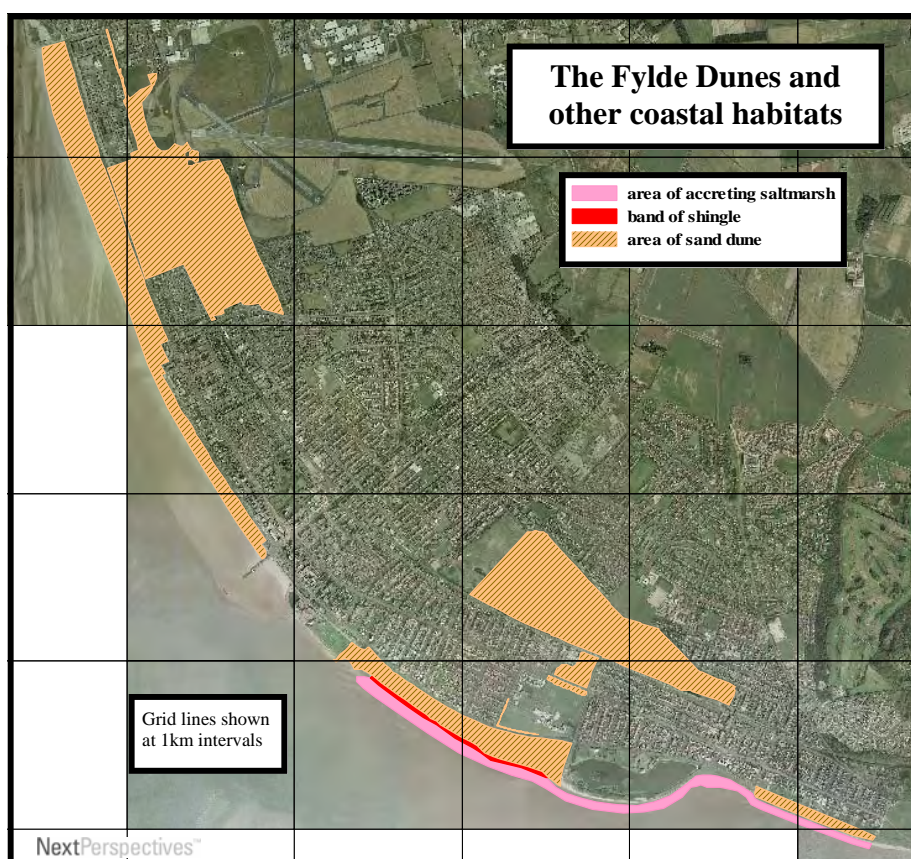 The Fylde Dunes and
other coastal habitats
area of accreting saltmarsh
band of shingle
area of sand dune
Grid lines shown
at 1km intervals
NextPerspectives™